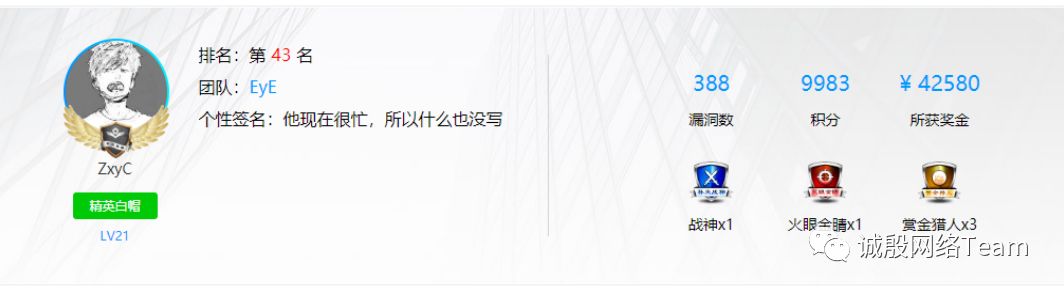 排名：第 43 名
团队：EyE
个性签名：他现在很忙，所以什么也没写
ZxyC
精英白帽
LV21
388 9983 ¥ 42580
漏洞数 积分 所获奖金
战神x1 火眼金睛x1 赏金猎人x3
诚殷网络Team